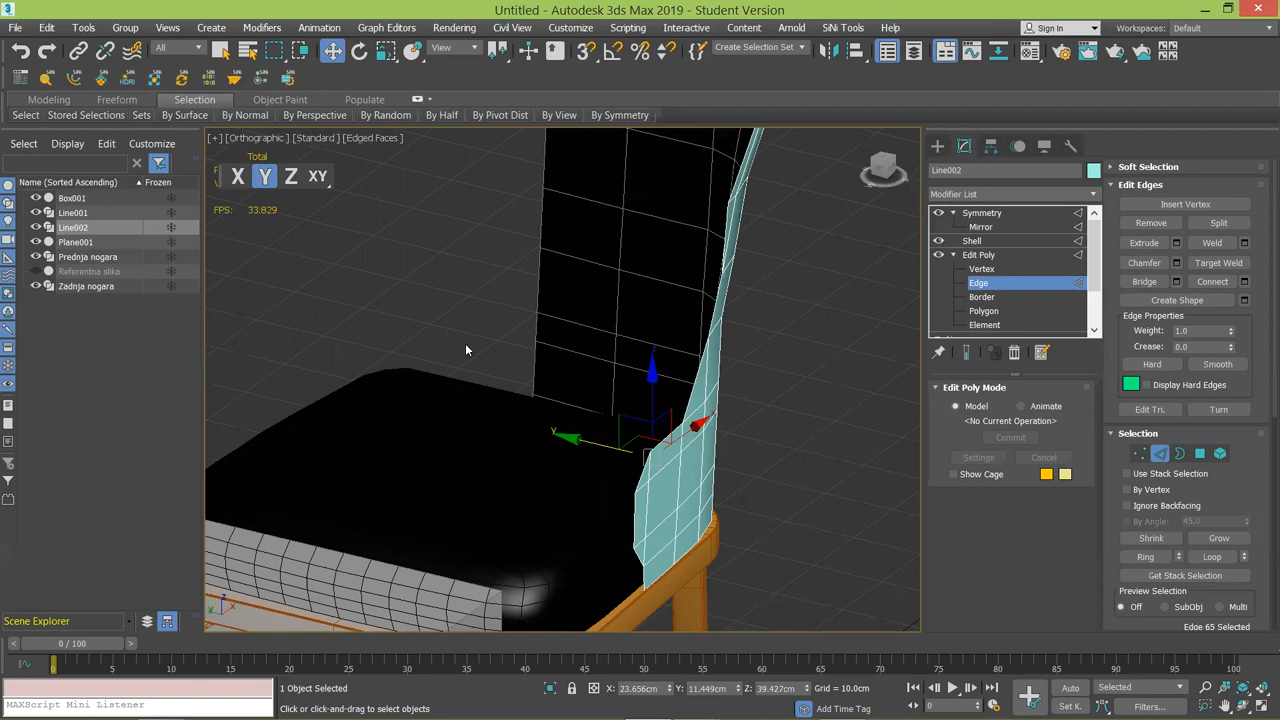 Untitled - Autodesk 3ds Max 2019 - Student Version
File Edit Tools Group Views Create Modifiers Animation Graph Editors Rendering Civil View Customize Scripting Interactive Content Arnold SiNi Tools Help Sign In Workspaces: Default
All View Create Selection Set
Modeling Freeform Selection Object Paint Populate
Select Stored Selections Sets By Surface By Normal By Perspective By Random By Half By Pivot Dist By View By Symmetry
Select Display Edit Customize
Name (Sorted Ascending) Frozen
Box001
Line001
Line002
Plane001
Prednja nogara
Referentna slika
Zadnja nogara
Scene Explorer
[+] [Orthographic ] [Standard ] [Edged Faces ]
Total
X Y Z XY
FPS: 33.829
Line002
Modifier List
Symmetry
Mirror
Shell
Edit Poly
Vertex
Edge
Border
Polygon
Element
Edit Poly Mode
Model Animate
<No Current Operation>
Commit
Settings Cancel
Show Cage
Soft Selection
Edit Edges
Insert Vertex
Remove Split
Extrude Weld
Chamfer Target Weld
Bridge Connect
Create Shape
Edge Properties
Weight: 1.0
Crease: 0.0
Hard Smooth
Display Hard Edges
Edit Tri. Turn
Selection
Use Stack Selection
By Vertex
Ignore Backfacing
By Angle: 45.0
Shrink Grow
Ring Loop
Get Stack Selection
Preview Selection
Off SubObj Multi
Edge 65 Selected
0 / 100
0 5 10 15 20 25 30 35 40 45 50 55 60 65 70 75 80 85 90 95 100
MAXScript Mini Listener
1 Object Selected
Click or click-and-drag to select objects
X: 23.656cm Y: 11.449cm Z: 39.427cm Grid = 10.0cm
Add Time Tag
0
Auto Selected
Set K. Filters...